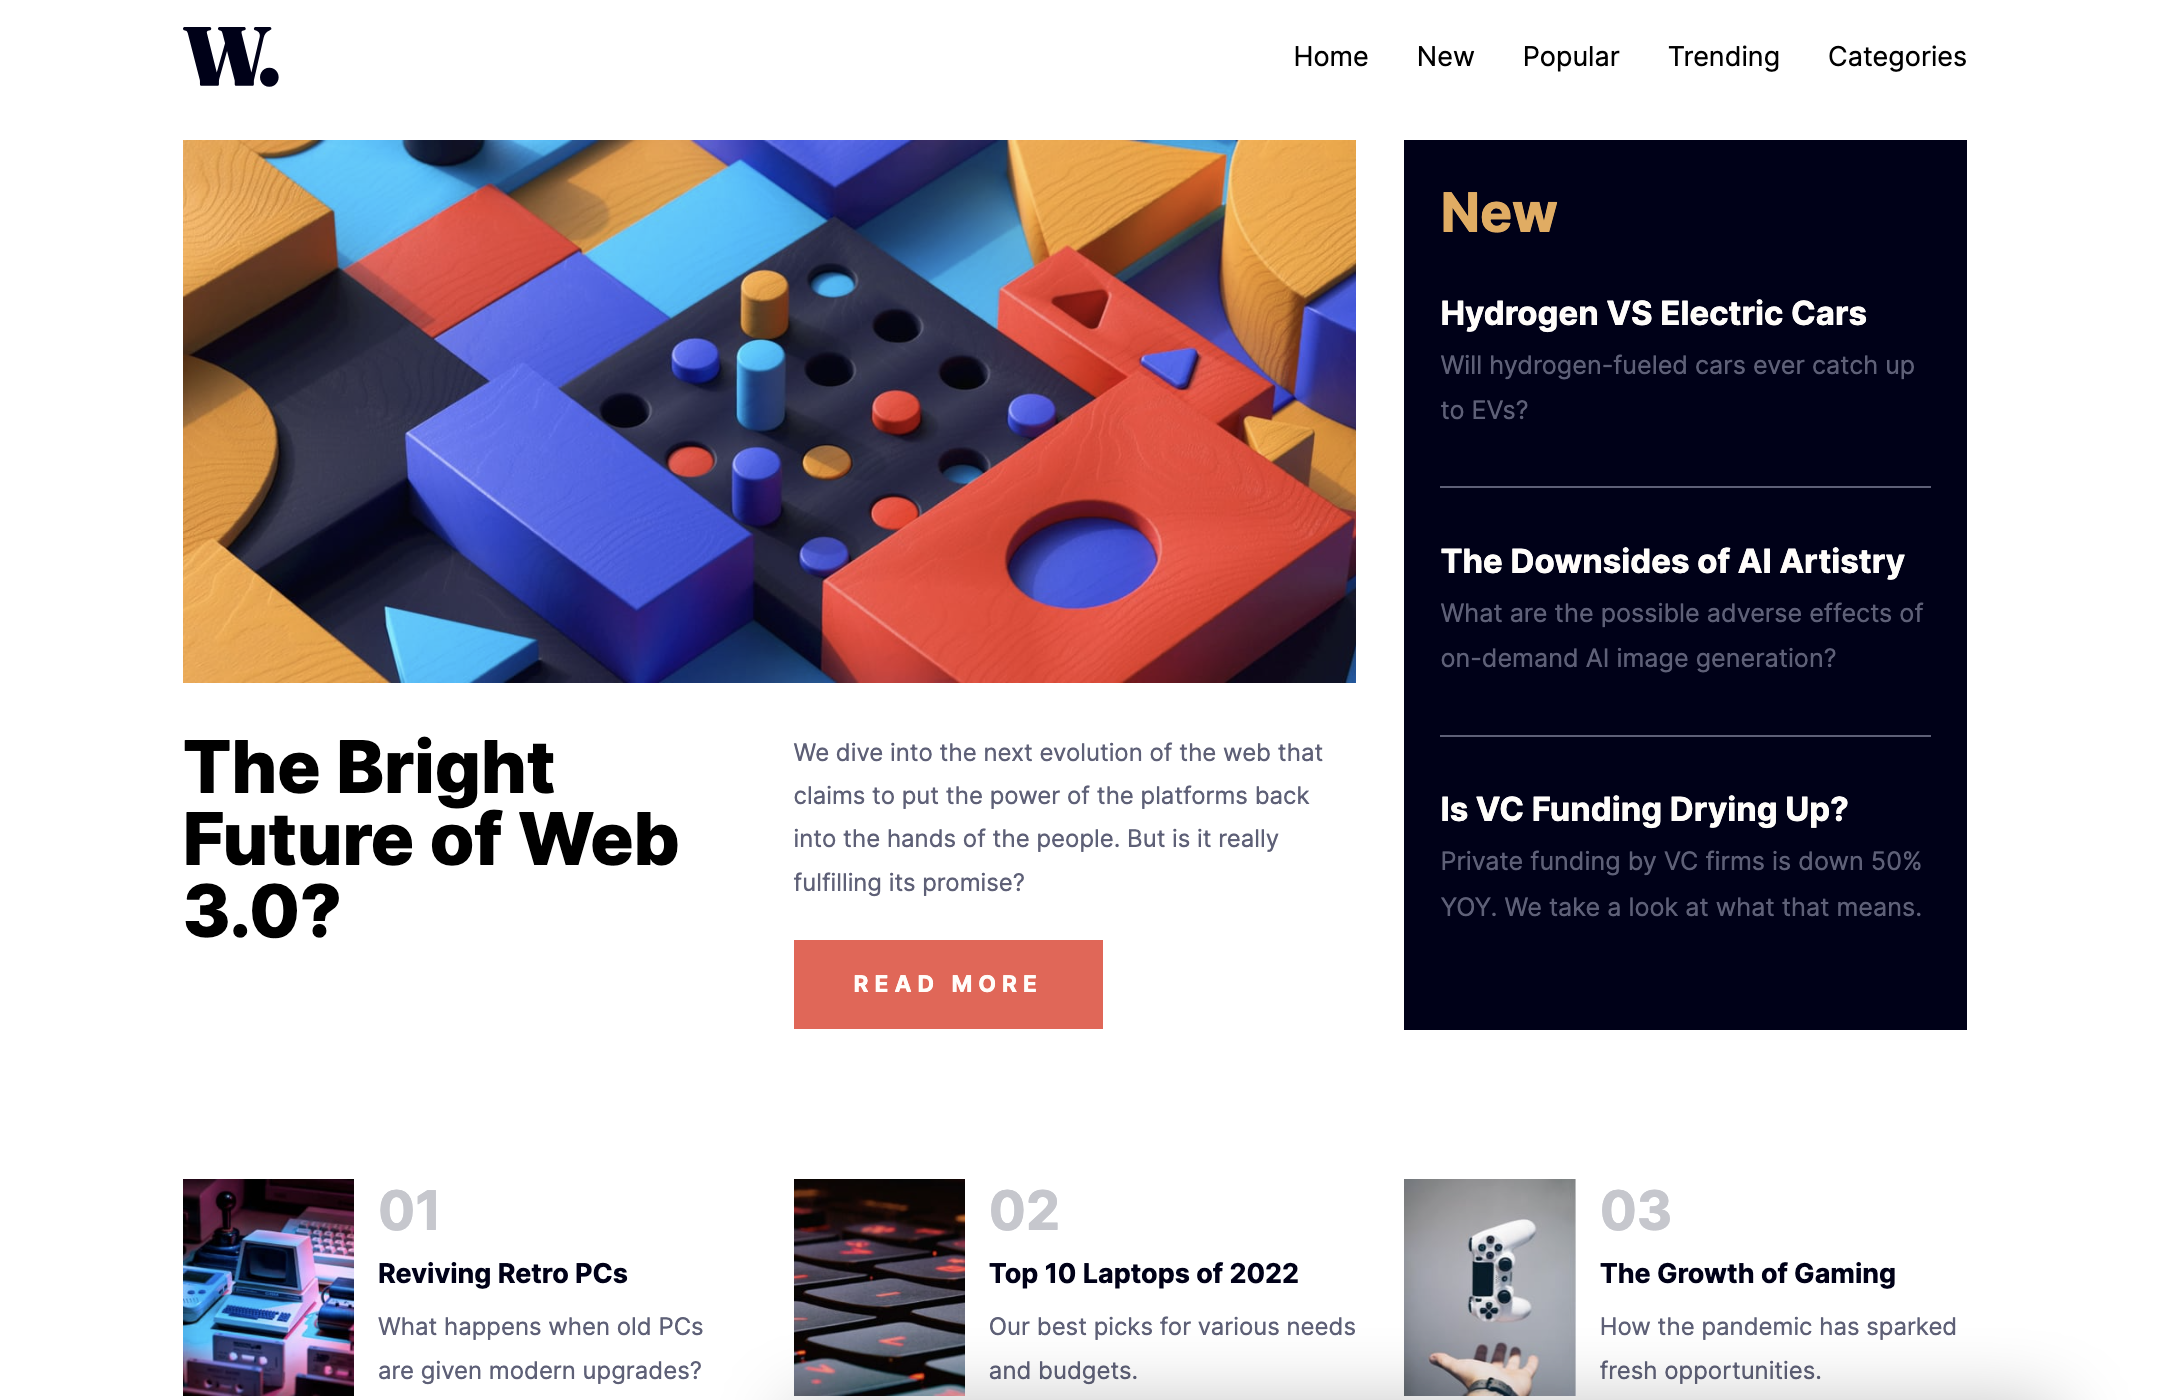 W.
Home New Popular Trending Categories
The Bright
Future of Web
3.0?
We dive into the next evolution of the web that
claims to put the power of the platforms back
into the hands of the people. But is it really
fulfilling its promise?
READ MORE
New
Hydrogen VS Electric Cars
Will hydrogen-fueled cars ever catch up
to EVs?
The Downsides of AI Artistry
What are the possible adverse effects of
on-demand AI image generation?
Is VC Funding Drying Up?
Private funding by VC firms is down 50%
YOY. We take a look at what that means.
01
Reviving Retro PCs
What happens when old PCs
are given modern upgrades?
02
Top 10 Laptops of 2022
Our best picks for various needs
and budgets.
03
The Growth of Gaming
How the pandemic has sparked
fresh opportunities.